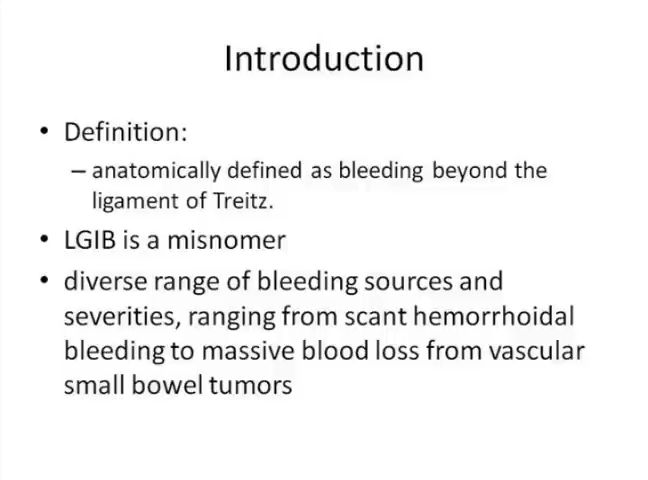 Introduction
• Definition:
– anatomically defined as bleeding beyond the
ligament of Treitz.
• LGIB is a misnomer
• diverse range of bleeding sources and
severities, ranging from scant hemorrhoidal
bleeding to massive blood loss from vascular
small bowel tumors